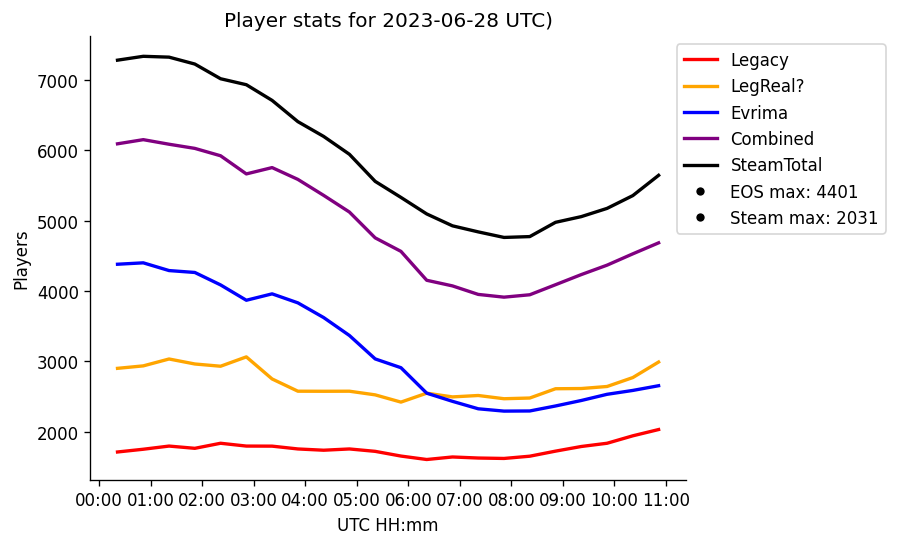 Player stats for 2023-06-28 UTC)
Legacy
LegReal?
Evrima
Combined
SteamTotal
EOS max: 4401
Steam max: 2031
Players
7000
6000
5000
4000
3000
2000
00:00 01:00 02:00 03:00 04:00 05:00 06:00 07:00 08:00 09:00 10:00 11:00
UTC HH:mm